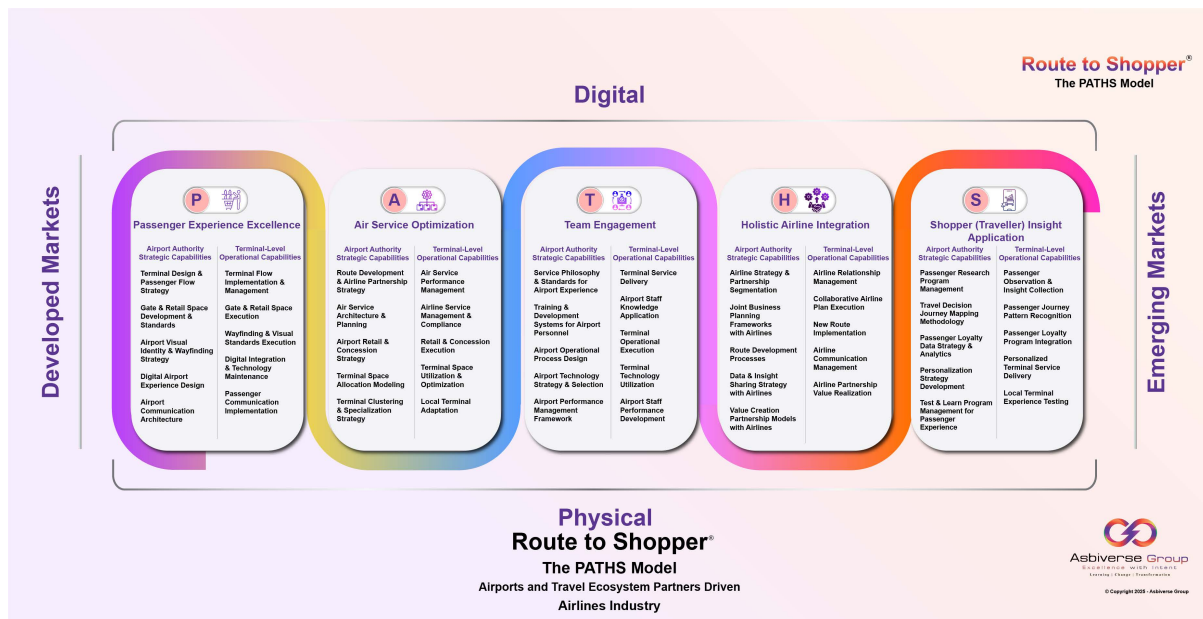 Route to Shopper®
The PATHS Model
Digital
Developed Markets
Emerging Markets
P
Passenger Experience Excellence
Airport Authority
Strategic Capabilities
Terminal Design &
Passenger Flow
Strategy
Gate & Retail Space
Development &
Standards
Airport Visual
Identity & Wayfinding
Strategy
Digital Airport
Experience Design
Airport
Communication
Architecture
Terminal-Level
Operational Capabilities
Terminal Flow
Implementation &
Management
Gate & Retail Space
Execution
Wayfinding & Visual
Standards Execution
Digital Integration
& Technology
Maintenance
Passenger
Communication
Implementation
A
Air Service Optimization
Airport Authority
Strategic Capabilities
Route Development
& Airline Partnership
Strategy
Air Service
Architecture &
Planning
Airport Retail &
Concession
Strategy
Terminal Space
Allocation Modeling
Terminal Clustering
& Specialization
Strategy
Terminal-Level
Operational Capabilities
Air Service
Performance
Management
Airline Service
Management &
Compliance
Retail & Concession
Execution
Terminal Space
Utilization &
Optimization
Local Terminal
Adaptation
T
Team Engagement
Airport Authority
Strategic Capabilities
Service Philosophy
& Standards for
Airport Experience
Training &
Development
Systems for Airport
Personnel
Airport Operational
Process Design
Airport Technology
Strategy & Selection
Airport Performance
Management
Framework
Terminal-Level
Operational Capabilities
Terminal Service
Delivery
Airport Staff
Knowledge
Application
Terminal
Operational
Execution
Terminal
Technology
Utilization
Airport Staff
Performance
Development
H
Holistic Airline Integration
Airport Authority
Strategic Capabilities
Airline Strategy &
Partnership
Segmentation
Joint Business
Planning
Frameworks
with Airlines
Route Development
Processes
Data & Insight
Sharing Strategy
with Airlines
Value Creation
Partnership Models
with Airlines
Terminal-Level
Operational Capabilities
Airline Relationship
Management
Collaborative Airline
Plan Execution
New Route
Implementation
Airline
Communication
Management
Airline Partnership
Value Realization
S
Shopper (Traveller) Insight
Application
Airport Authority
Strategic Capabilities
Passenger Research
Program
Management
Travel Decision
Journey Mapping
Methodology
Passenger Loyalty
Data Strategy &
Analytics
Personalization
Strategy
Development
Test & Learn Program
Management for
Passenger
Experience
Terminal-Level
Operational Capabilities
Passenger
Observation &
Insight Collection
Passenger Journey
Pattern Recognition
Passenger Loyalty
Program Integration
Personalized
Terminal Service
Delivery
Local Terminal
Experience Testing
Physical
Route to Shopper®
The PATHS Model
Airports and Travel Ecosystem Partners Driven
Airlines Industry
Asbiverse Group
Excellence with Intent
Learning | Change | Transformation
© Copyright 2025 - Asbiverse Group